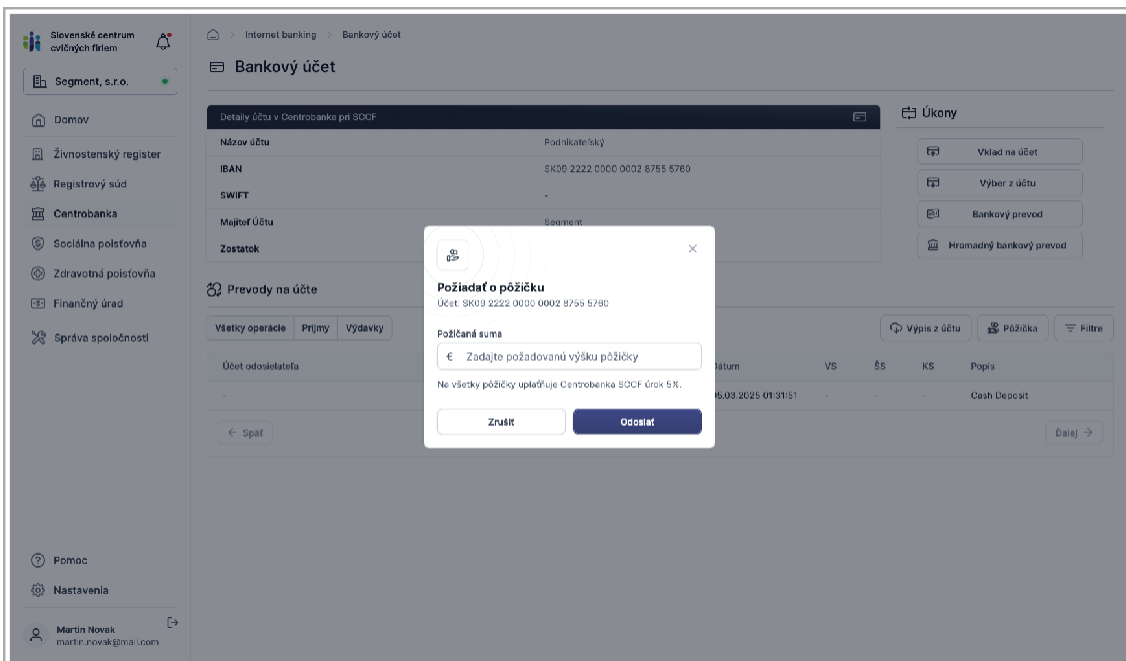 Slovenské centrum
cvičných firiem
Segment, s.r.o.
Domov
Živnostenský register
Registrový súd
Centrobanka
Sociálna poisťovňa
Zdravotná poisťovňa
Finančný úrad
Správa spoločnosti
Pomoc
Nastavenia
Martin Novak
martin.novak@mail.com
Internet banking > Bankový účet
Bankový účet
Detaily účtu v Centrobanke pri SCCF
Názov účtu Podnikateľský
IBAN SK09 2222 0000 0002 8755 5760
SWIFT -
Majiteľ Účtu Segment
Zostatok
Úkony
Vklad na účet
Výber z účtu
Bankový prevod
Hromadný bankový prevod
Prevody na účte
Všetky operácie Príjmy Výdavky
Výpis z účtu Pôžička Filtre
Účet odosielateľa Dátum VS ŠS KS Popis
- 05.03.2025 01:31:51 - - - Cash Deposit
← Späť Ďalej →
Požiadať o pôžičku
Účet: SK09 2222 0000 0002 8755 5760
Požičaná suma
€ Zadajte požadovanú výšku pôžičky
Na všetky pôžičky uplatňuje Centrobanka SCCF úrok 5%.
Zrušiť Odoslať